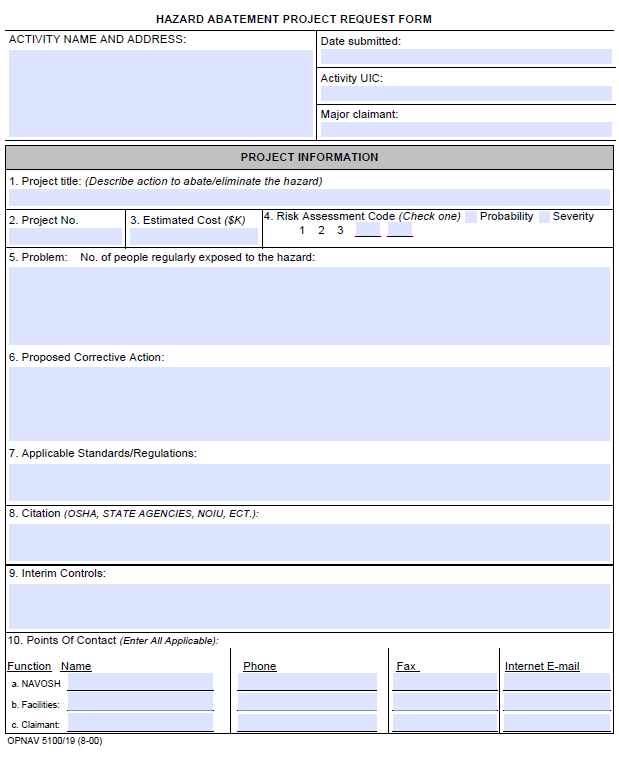 HAZARD ABATEMENT PROJECT REQUEST FORM
ACTIVITY NAME AND ADDRESS:
Date submitted:
Activity UIC:
Major claimant:
PROJECT INFORMATION
1. Project title: (Describe action to abate/eliminate the hazard)
2. Project No.
3. Estimated Cost ($K)
4. Risk Assessment Code (Check one) Probability Severity
1 2 3
5. Problem: No. of people regularly exposed to the hazard:
6. Proposed Corrective Action:
7. Applicable Standards/Regulations:
8. Citation (OSHA, STATE AGENCIES, NOIU, ECT.):
9. Interim Controls:
10. Points Of Contact (Enter All Applicable):
Function Name Phone Fax Internet E-mail
a. NAVOSH
b. Facilities:
c. Claimant:
OPNAV 5100/19 (8-00)